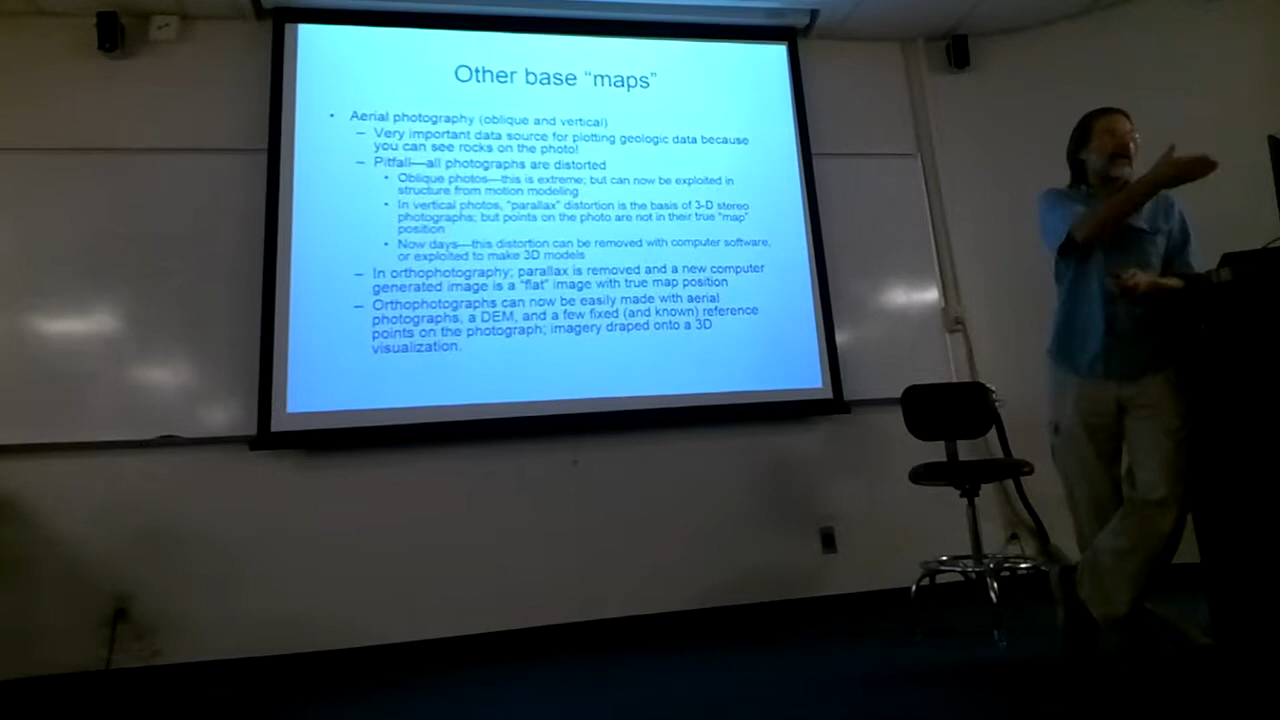 Other base “maps”
• Aerial photography (oblique and vertical)
– Very important data source for plotting geologic data because
you can see rocks on the photo!
– Pitfall—all photographs are distorted
• Oblique photos—this is extreme; but can now be exploited in
structure from motion modeling
• In vertical photos, “parallax” distortion is the basis of 3-D stereo
photographs; but points on the photo are not in their true “map”
position
• Now days—this distortion can be removed with computer software,
or exploited to make 3D models
– In orthophotography; parallax is removed and a new computer
generated image is a “flat” image with true map position
– Orthophotographs can now be easily made with aerial
photographs, a DEM, and a few fixed (and known) reference
points on the photograph; imagery draped onto a 3D
visualization.